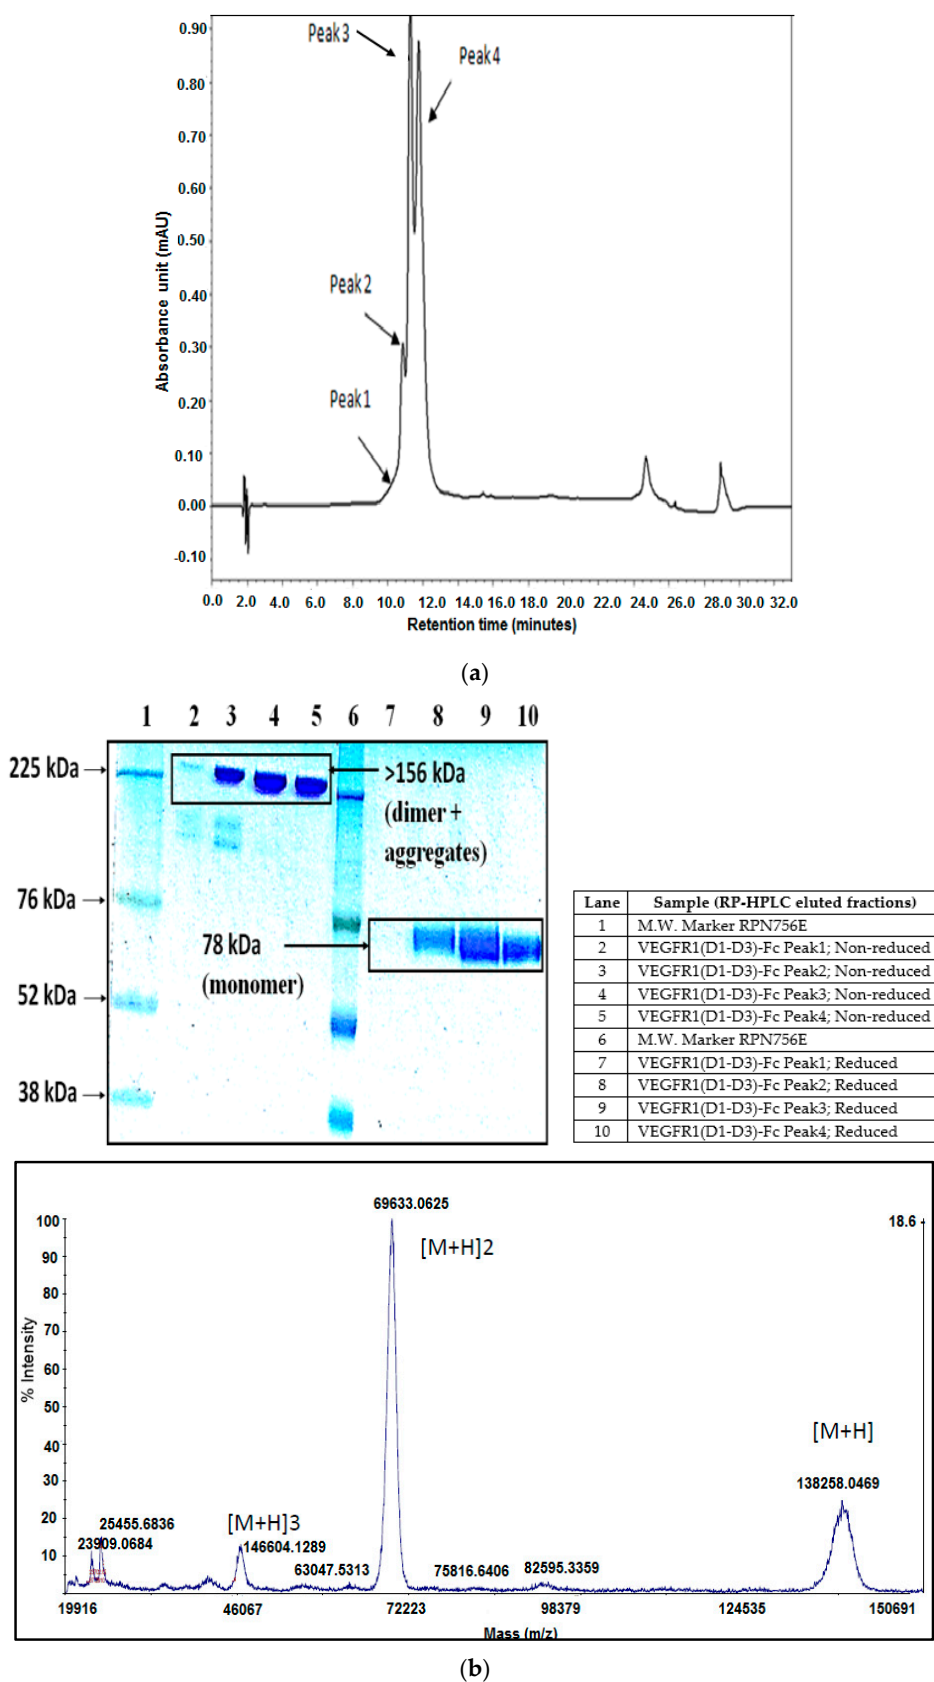 0.90
Peak3
Peak4
0.80
0.70
0.60
0.50
0.40
0.30
0.20
0.10
0.00
-0.10
Absorbance unit (mAU)
Peak2
Peak1
0.0 2.0 4.0 6.0 8.0 10.0 12.0 14.0 16.0 18.0 20.0 22.0 24.0 26.0 28.0 30.0 32.0
Retention time (minutes)
(a)
1 2 3 4 5 6 7 8 9 10
225 kDa
>156 kDa
(dimer +
aggregates)
76 kDa
78 kDa
(monomer)
52 kDa
38 kDa
Lane Sample (RP-HPLC eluted fractions)
1 M.W. Marker RPN756E
2 VEGFR1(D1-D3)-Fc Peak1; Non-reduced
3 VEGFR1(D1-D3)-Fc Peak2; Non-reduced
4 VEGFR1(D1-D3)-Fc Peak3; Non-reduced
5 VEGFR1(D1-D3)-Fc Peak4; Non-reduced
6 M.W. Marker RPN756E
7 VEGFR1(D1-D3)-Fc Peak1; Reduced
8 VEGFR1(D1-D3)-Fc Peak2; Reduced
9 VEGFR1(D1-D3)-Fc Peak3; Reduced
10 VEGFR1(D1-D3)-Fc Peak4; Reduced
69633.0625
[M+H]2
18.6
100
90
80
70
60
50
40
30
20
10
% Intensity
[M+H]
138258.0469
25455.6836
23909.0684
[M+H]3
146604.1289
63047.5313
75816.6406
82595.3359
19916 46067 72223 98379 124535 150691
Mass (m/z)
(b)